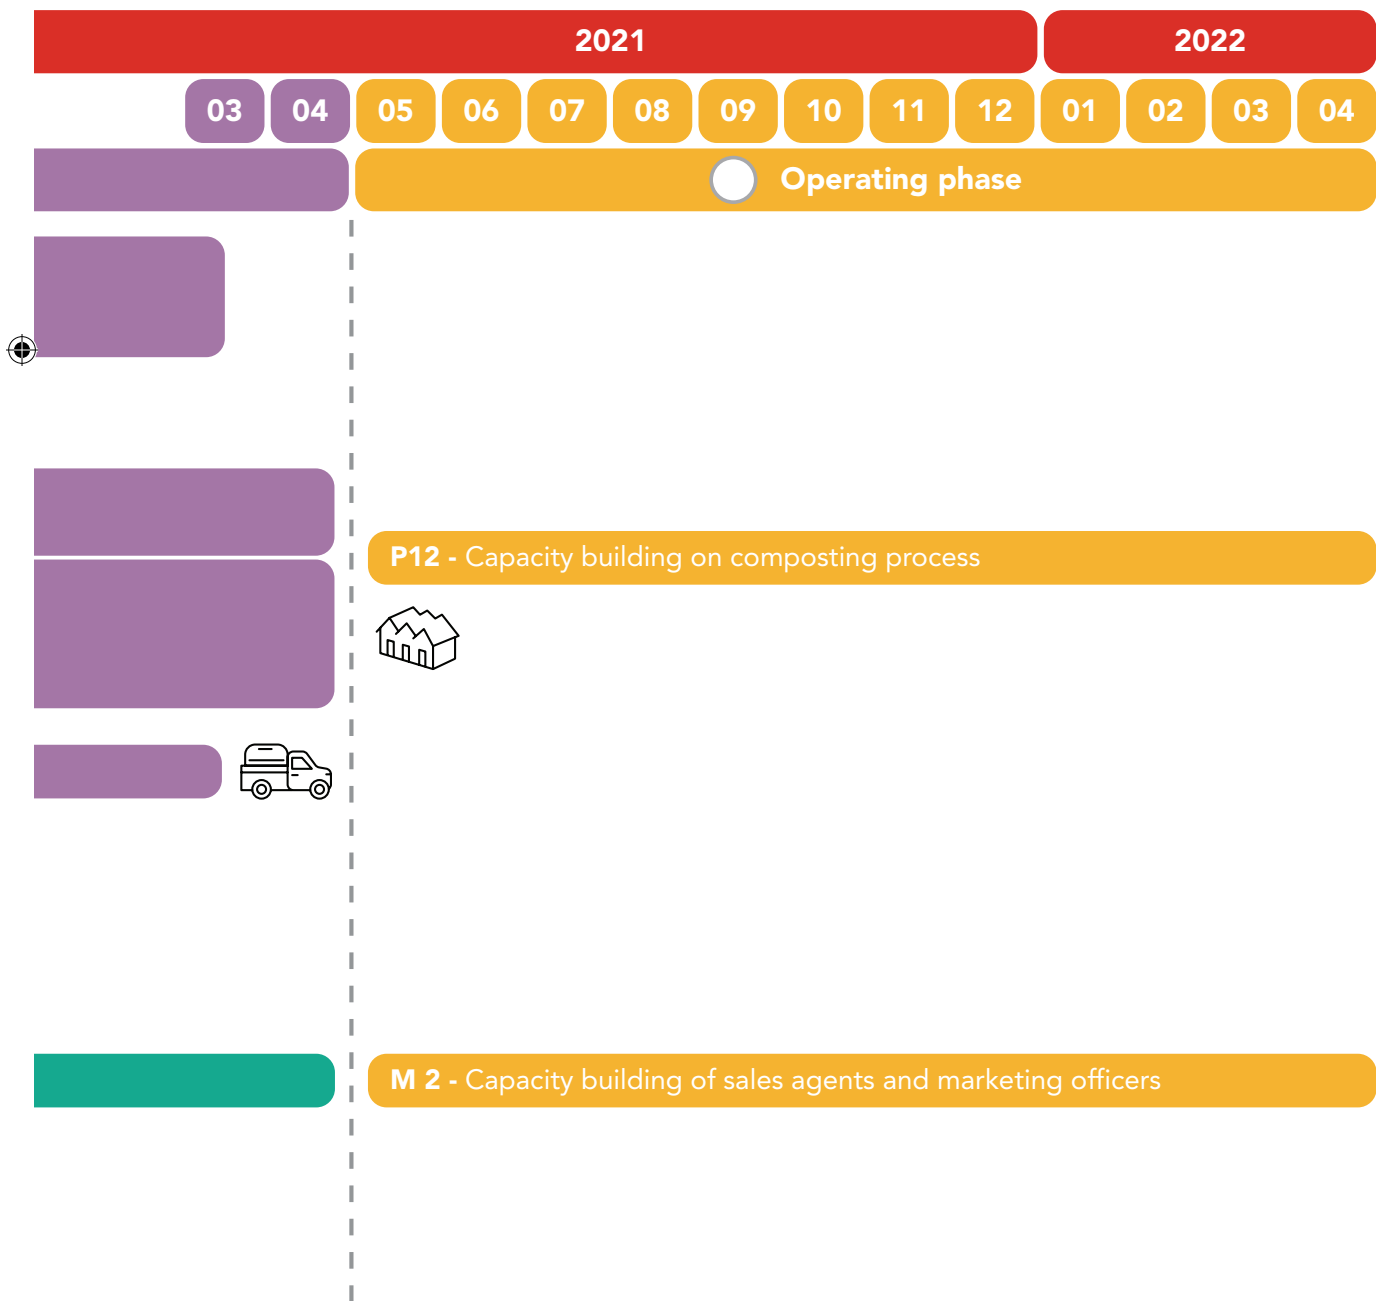 2021 2022
03 04 05 06 07 08 09 10 11 12 01 02 03 04
Operating phase
P12 - Capacity building on composting process
M 2 - Capacity building of sales agents and marketing officers